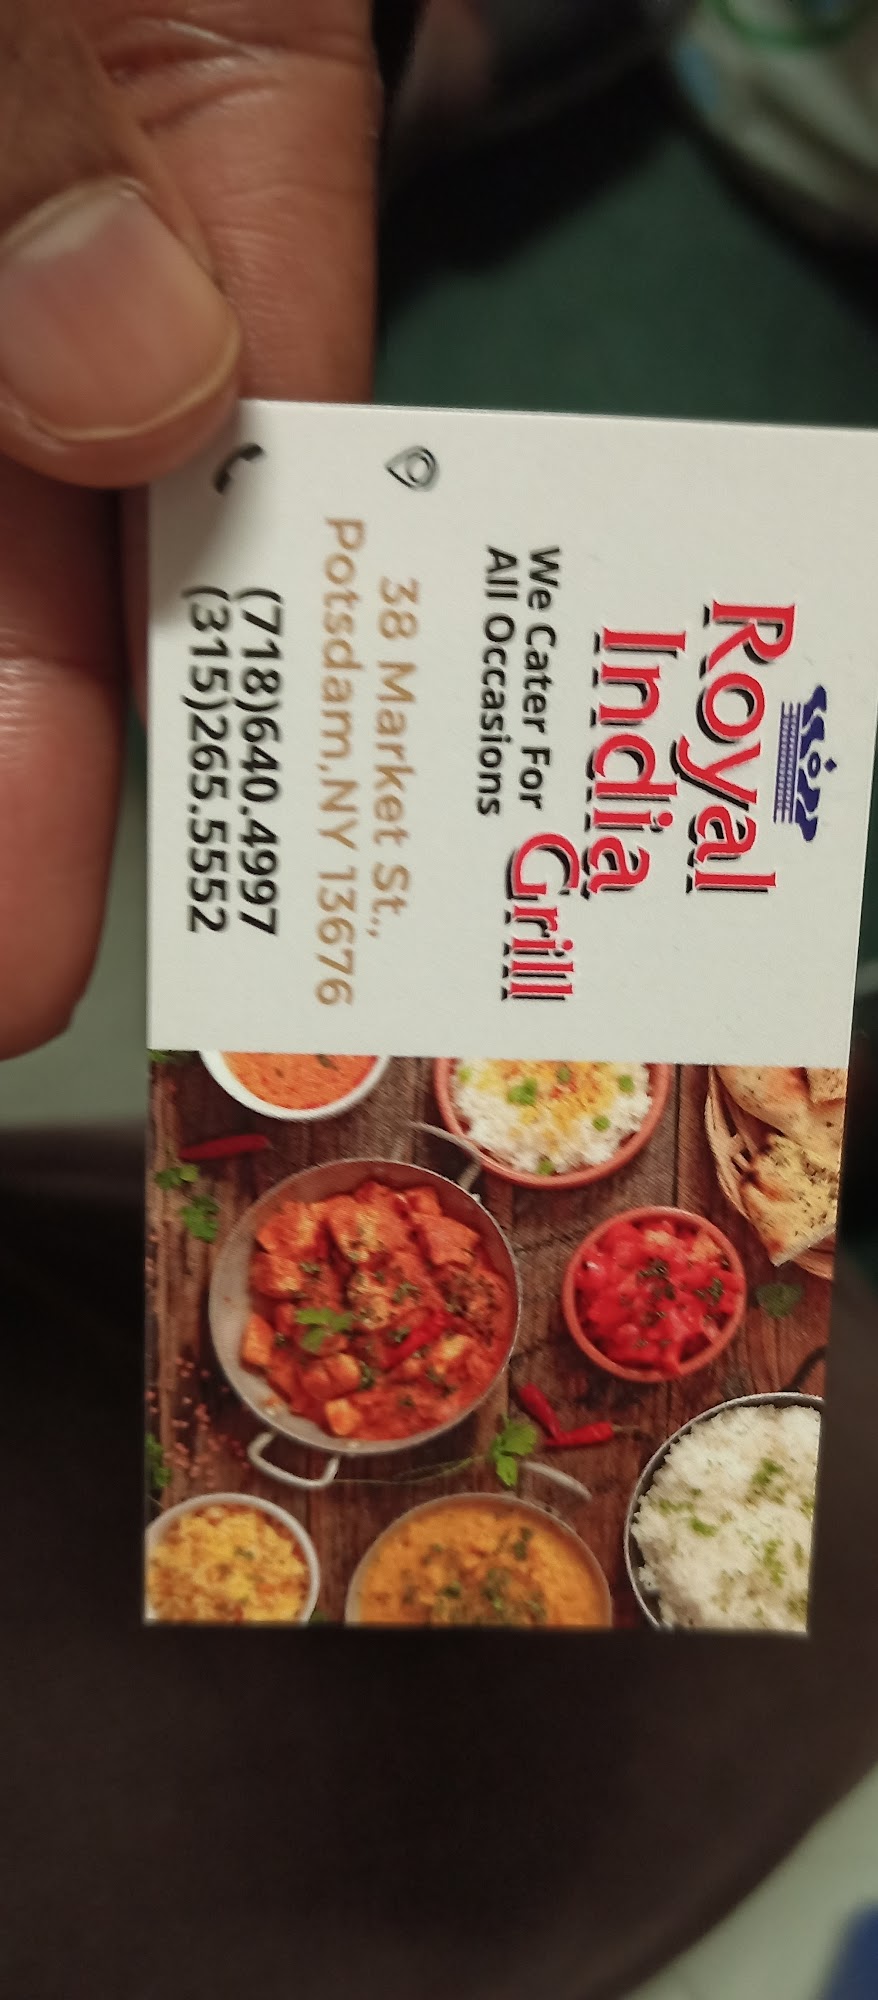 Royal
India
Grill
We Cater For
All Occasions
38 Market St.,
Potsdam,NY 13676
(718)640.4997
(315)265.5552